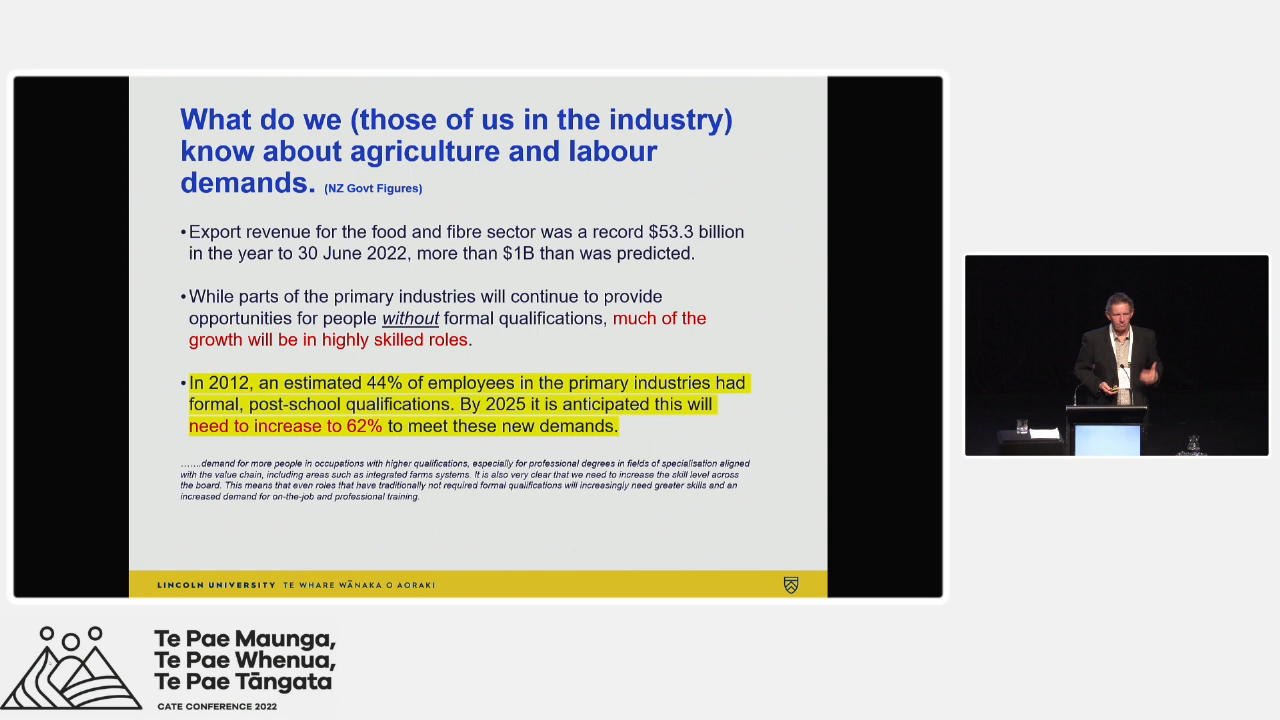 What do we (those of us in the industry)
know about agriculture and labour
demands. (NZ Govt Figures)
•Export revenue for the food and fibre sector was a record $53.3 billion
in the year to 30 June 2022, more than $1B than was predicted.
•While parts of the primary industries will continue to provide
opportunities for people without formal qualifications, much of the
growth will be in highly skilled roles.
•In 2012, an estimated 44% of employees in the primary industries had
formal, post-school qualifications. By 2025 it is anticipated this will
need to increase to 62% to meet these new demands.
…….demand for more people in occupations with higher qualifications, especially for professional degrees in fields of specialisation aligned
with the value chain, including areas such as integrated farms systems. It is also very clear that we need to increase the skill level across
the board. This means that even roles that have traditionally not required formal qualifications will increasingly need greater skills and an
increased demand for on-the-job and professional training.
LINCOLN UNIVERSITY TE WHARE WĀNAKA O AORAKI
Te Pae Maunga,
Te Pae Whenua,
Te Pae Tāngata
CATE CONFERENCE 2022